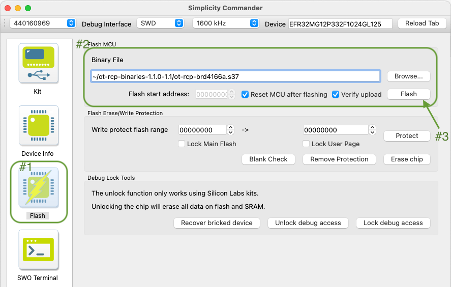 Simplicity Commander
440160969 Debug Interface SWD 1600 kHz Device EFR32MG12P332F1024GL125 Reload Tab
Kit
Device Info
#1
Flash
SWO Terminal
#2
Flash MCU
Binary File
~/ot-rcp-binaries-1.1.0-1.1/ot-rcp-brd4166a.s37 Browse...
Flash start address: 00000000 Reset MCU after flashing Verify upload Flash
#3
Flash Erase/Write Protection
Write protect flash range 00000000 -> 00000000 Protect
Lock Main Flash Lock User Page
Blank Check Remove Protection Erase chip
Debug Lock Tools
The unlock function only works using Silicon Labs kits.
Unlocking the chip will erase all data on flash and SRAM.
Recover bricked device Unlock debug access Lock debug access